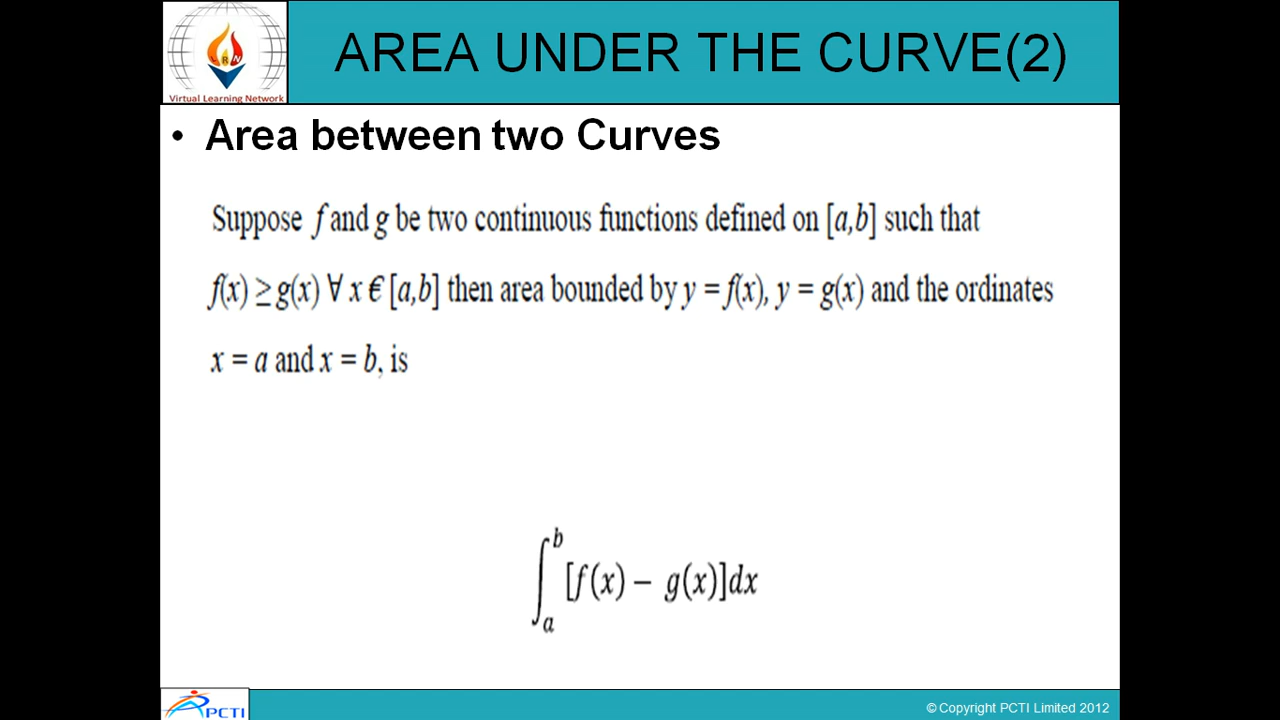 AREA UNDER THE CURVE(2)
LRN
Virtual Learning Network
• Area between two Curves
Suppose f and g be two continuous functions defined on [a,b] such that
f(x) ≥ g(x) ∀ x € [a,b] then area bounded by y = f(x), y = g(x) and the ordinates
x = a and x = b, is
∫_a^b [f(x) − g(x)]dx
PCTI
© Copyright PCTI Limited 2012